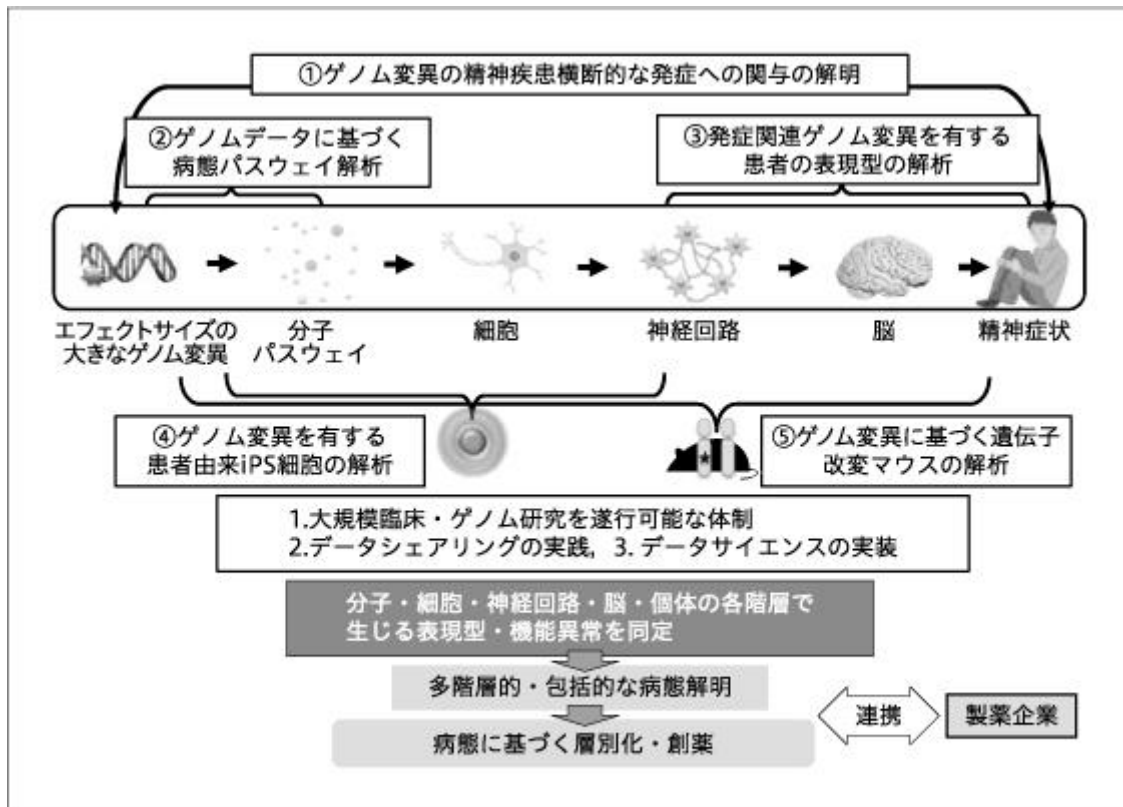 ①ゲノム変異の精神疾患横断的な発症への関与の解明
②ゲノムデータに基づく
病態パスウェイ解析
③発症関連ゲノム変異を有する
患者の表現型の解析
エフェクトサイズの
大きなゲノム変異
分子
パスウェイ
細胞
神経回路
脳
精神症状
④ゲノム変異を有する
患者由来iPS細胞の解析
⑤ゲノム変異に基づく遺伝子
改変マウスの解析
1.大規模臨床・ゲノム研究を遂行可能な体制
2.データシェアリングの実践，3. データサイエンスの実装
分子・細胞・神経回路・脳・個体の各階層で
生じる表現型・機能異常を同定
多階層的・包括的な病態解明
病態に基づく層別化・創薬
連携
製薬企業